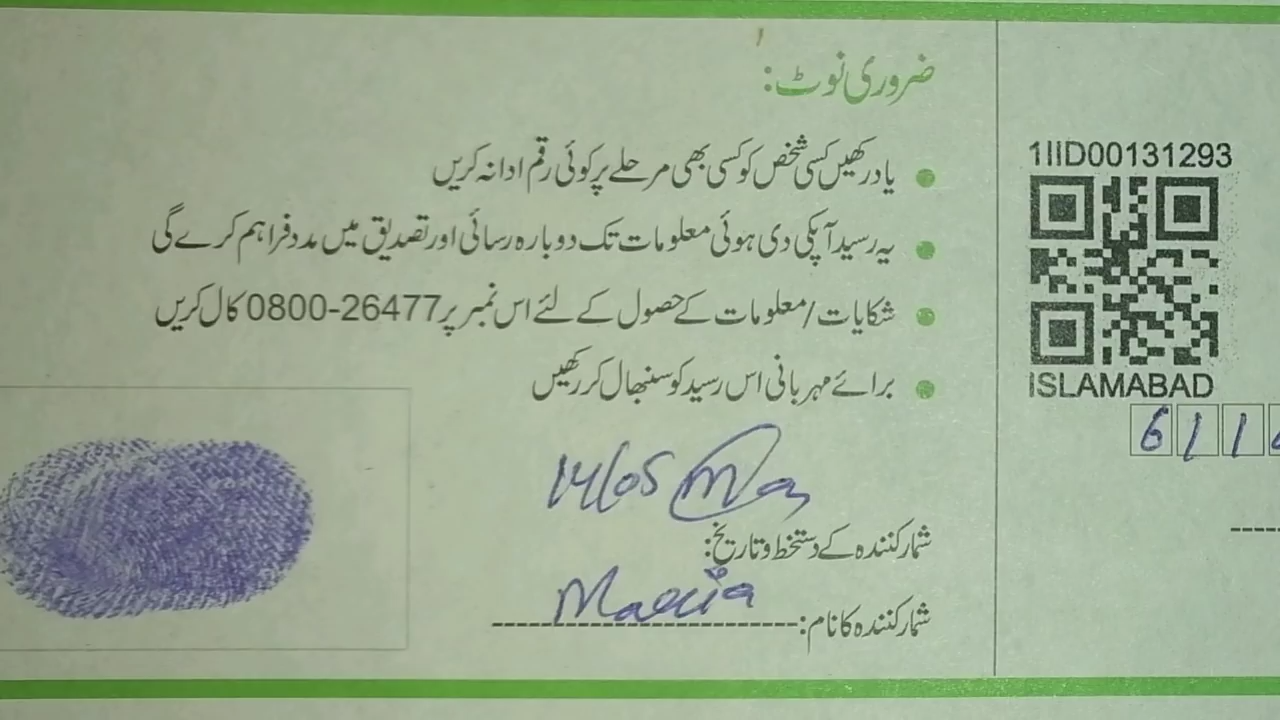 ضروری نوٹ:
یاد رکھیں کسی شخص کو کسی بھی مرحلے پر کوئی رقم ادا نہ کریں
یہ رسید آپکی دی ہوئی معلومات تک دوبارہ رسائی اور تصدیق میں مدد فراہم کرے گی
شکایات/معلومات کے حصول کے لئے اس نمبر پر 0800-26477 کال کریں
برائے مہربانی اس رسید کو سنبھال کر رکھیں
14/05
شمار کنندہ کے دستخط و تاریخ:
شمار کنندہ کا نام:
1IID00131293
ISLAMABAD
6 1 1